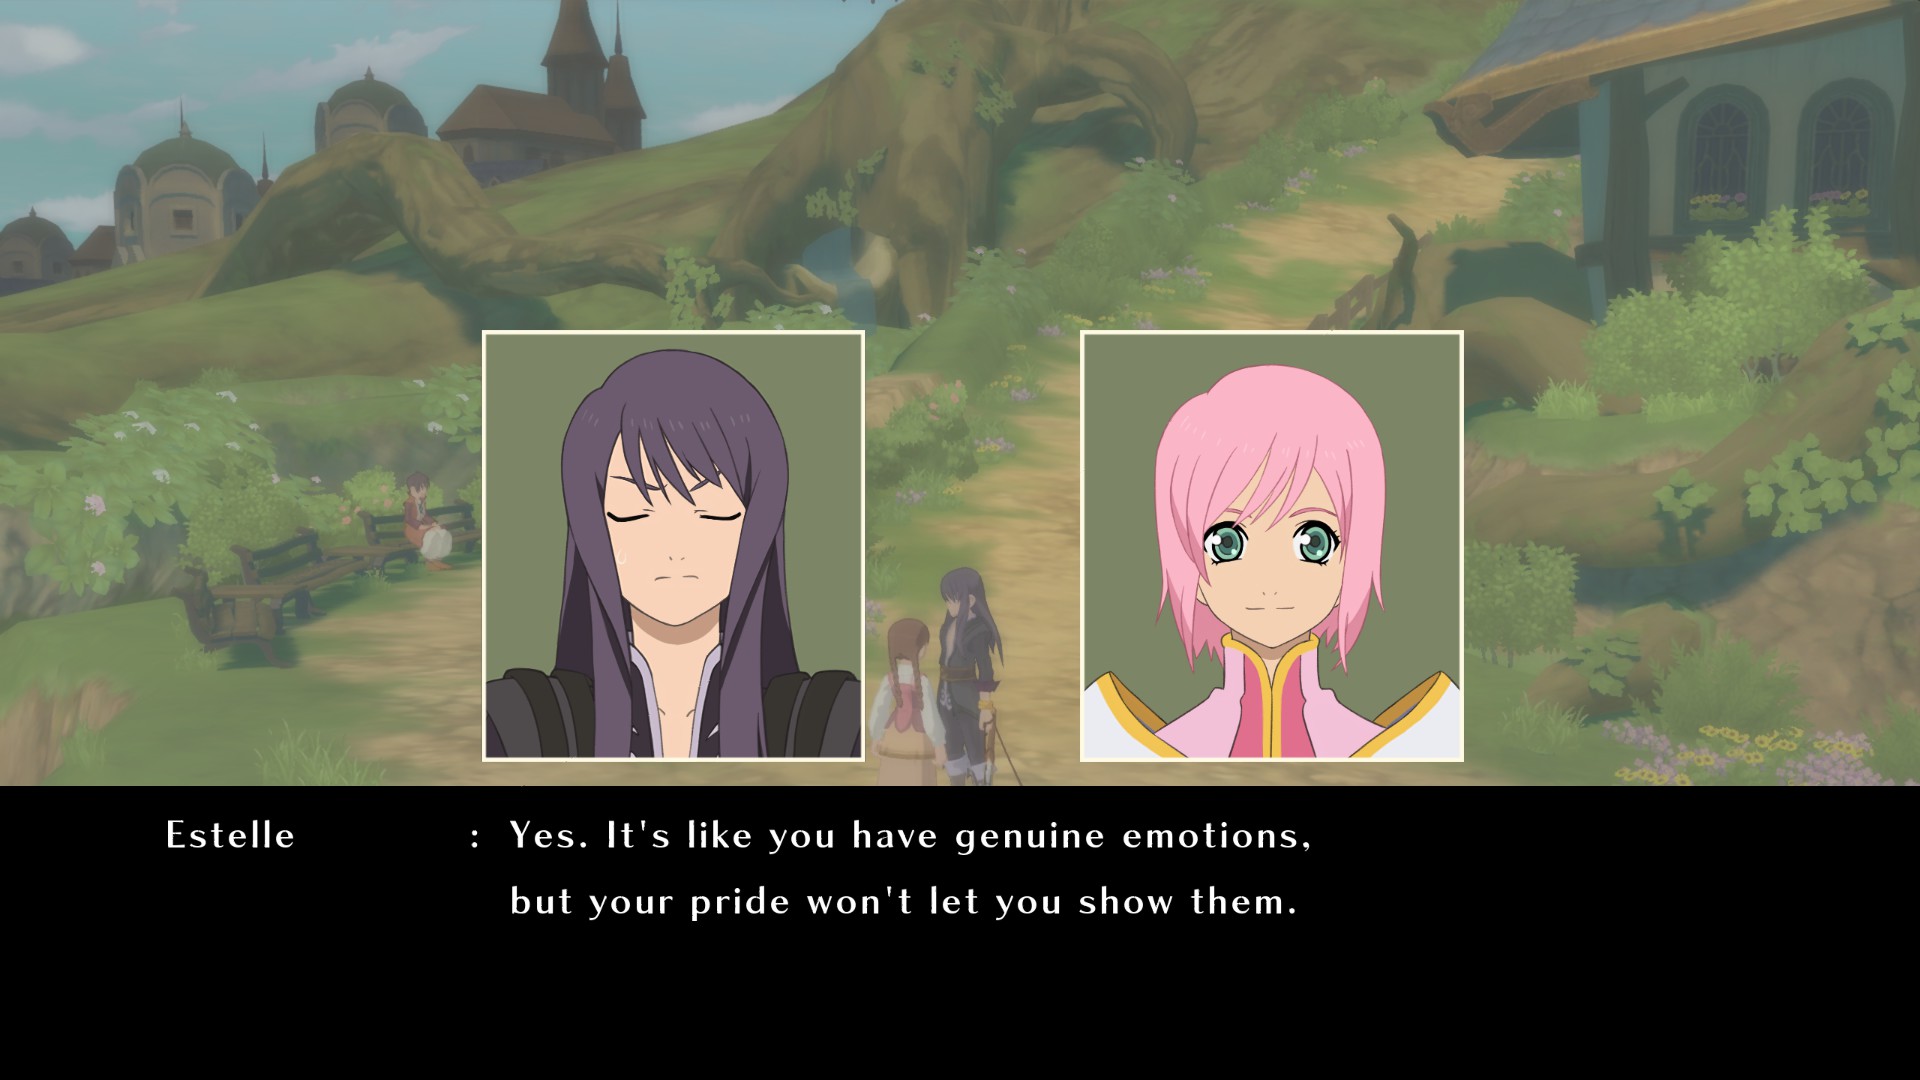 Estelle : Yes. It's like you have genuine emotions,
but your pride won't let you show them.